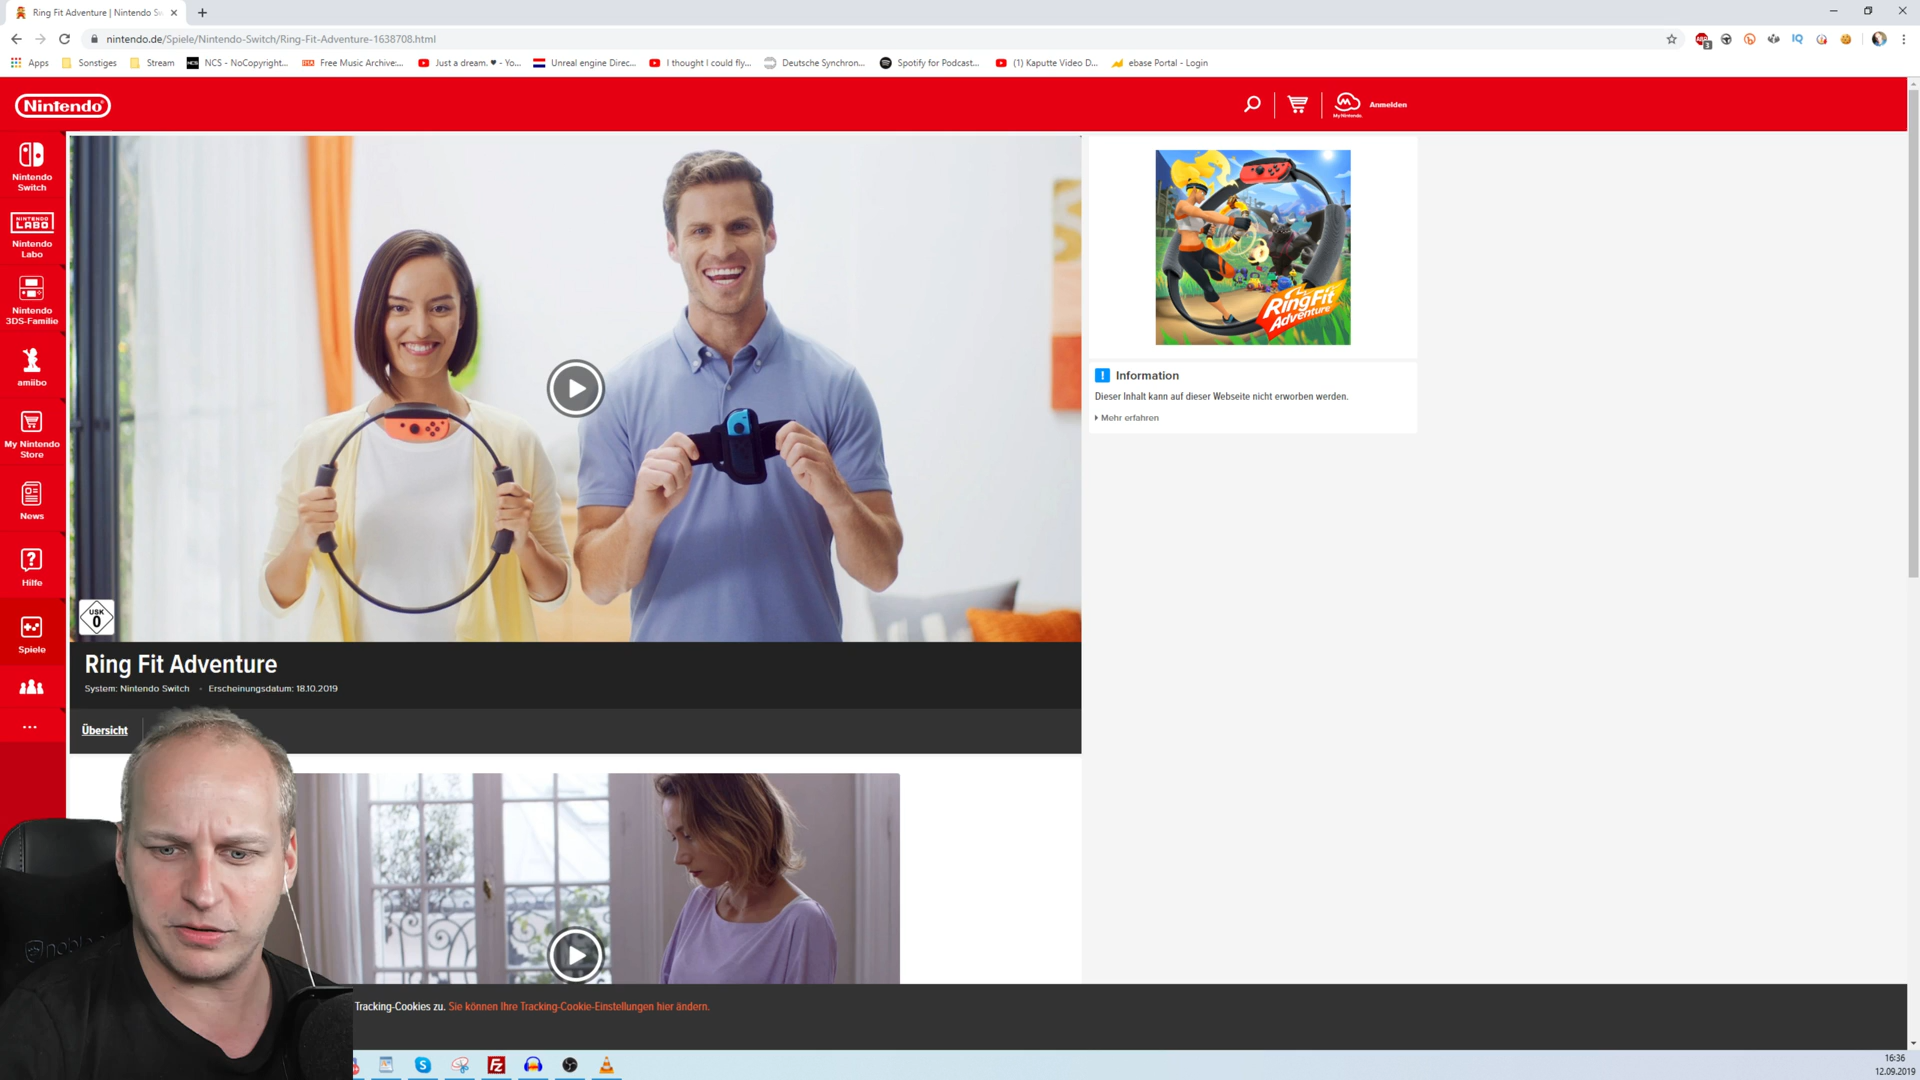 Ring Fit Adventure | Nintendo Sw
nintendo.de/Spiele/Nintendo-Switch/Ring-Fit-Adventure-1638708.html
Apps
Sonstiges
Stream
NCS - NoCopyright...
Free Music Archive:...
Just a dream. ♥ - Yo...
Unreal engine Direc...
I thought I could fly...
Deutsche Synchron...
Spotify for Podcast...
(1) Kaputte Video D...
ebase Portal - Login
Nintendo
My Nintendo
Anmelden
Nintendo
Switch
NINTENDO
LABO
Nintendo
Labo
Nintendo
3DS-Familie
amiibo
My Nintendo
Store
News
Hilfe
Spiele
...
USK
0
RingFit
Adventure
Information
Dieser Inhalt kann auf dieser Webseite nicht erworben werden.
Mehr erfahren
Ring Fit Adventure
System: Nintendo Switch • Erscheinungsdatum: 18.10.2019
Übersicht
Tracking-Cookies zu. Sie können Ihre Tracking-Cookie-Einstellungen hier ändern.
16:36
12.09.2019